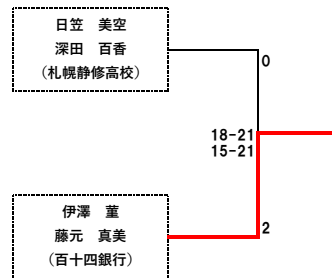 日笠　美空
深田　百香
（札幌静修高校）
0
18-21
15-21
伊澤　菫
藤元　真美
（百十四銀行）
2